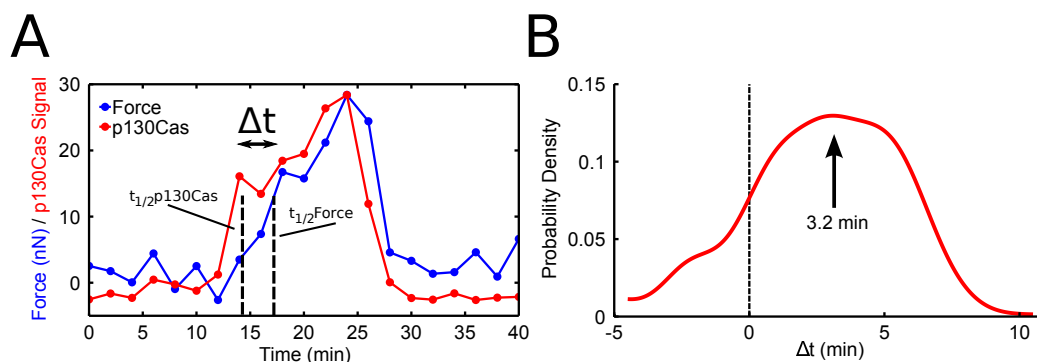 A
Force (nN) / p130Cas Signal
30
20
10
0
Force
p130Cas
Δt
t1/2p130Cas
t1/2Force
0 5 10 15 20 25 30 35 40
Time (min)
B
Probability Density
0.15
0.1
0.05
0
3.2 min
-5 0 5 10
Δt (min)